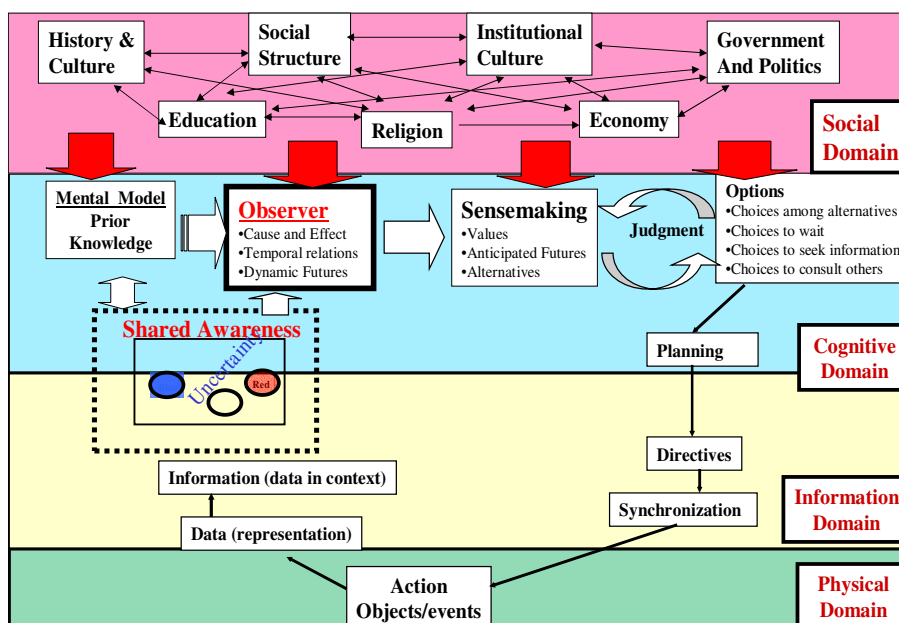 History &
Culture
Social
Structure
Institutional
Culture
Government
And Politics
Education
Religion
Economy
Social
Domain
Mental Model
Prior
Knowledge
Observer
•Cause and Effect
•Temporal relations
•Dynamic Futures
Sensemaking
•Values
•Anticipated Futures
•Alternatives
Judgment
Options
•Choices among alternatives
•Choices to wait
•Choices to seek information
•Choices to consult others
Shared Awareness
Uncertainty
Red
Planning
Cognitive
Domain
Information (data in context)
Data (representation)
Directives
Synchronization
Information
Domain
Action
Objects/events
Physical
Domain